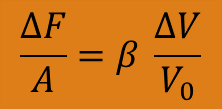 ΔF/A = β ΔV/V₀